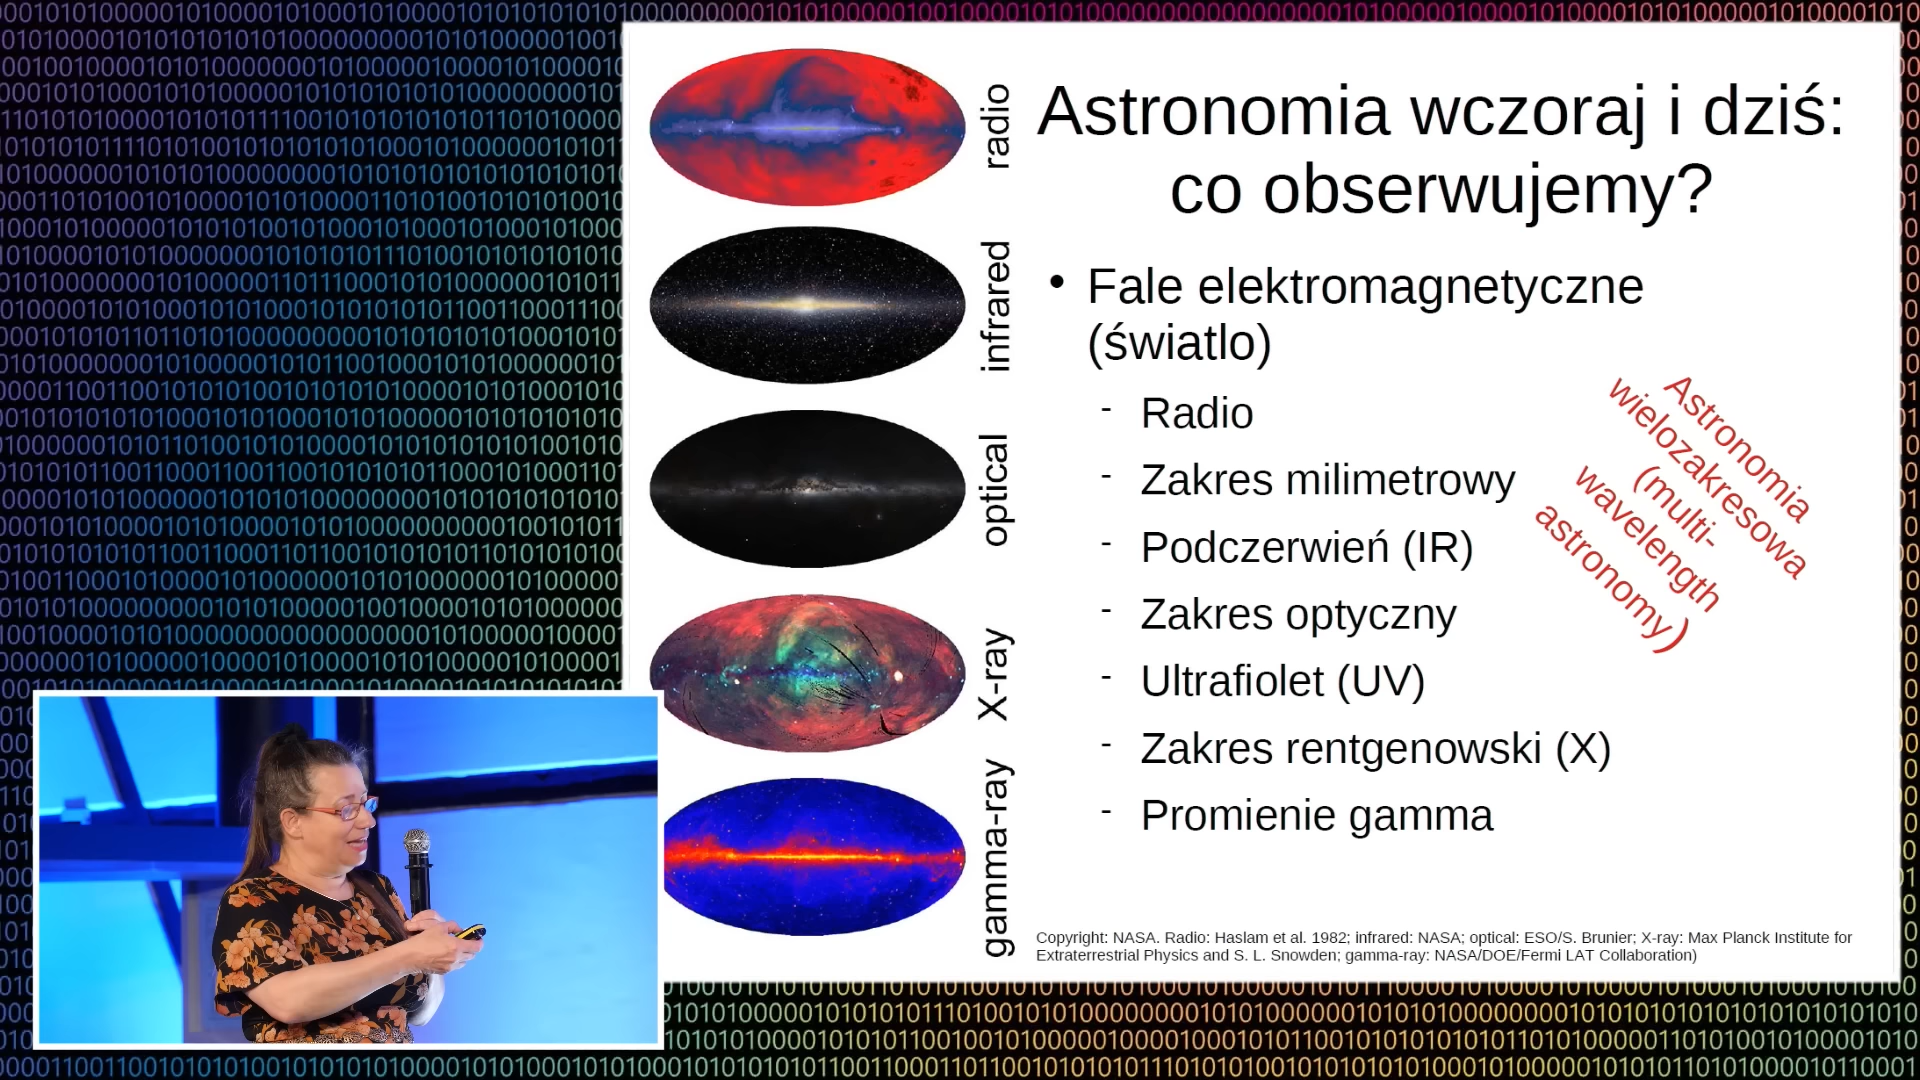 Astronomia wczoraj i dziś:
co obserwujemy?
radio
infrared
optical
X-ray
gamma-ray
• Fale elektromagnetyczne
(światlo)
- Radio
- Zakres milimetrowy
- Podczerwień (IR)
- Zakres optyczny
- Ultrafiolet (UV)
- Zakres rentgenowski (X)
- Promienie gamma
Astronomia
wielozakresowa
(multi-
wavelength
astronomy)
Copyright: NASA. Radio: Haslam et al. 1982; infrared: NASA; optical: ESO/S. Brunier; X-ray: Max Planck Institute for
Extraterrestrial Physics and S. L. Snowden; gamma-ray: NASA/DOE/Fermi LAT Collaboration)